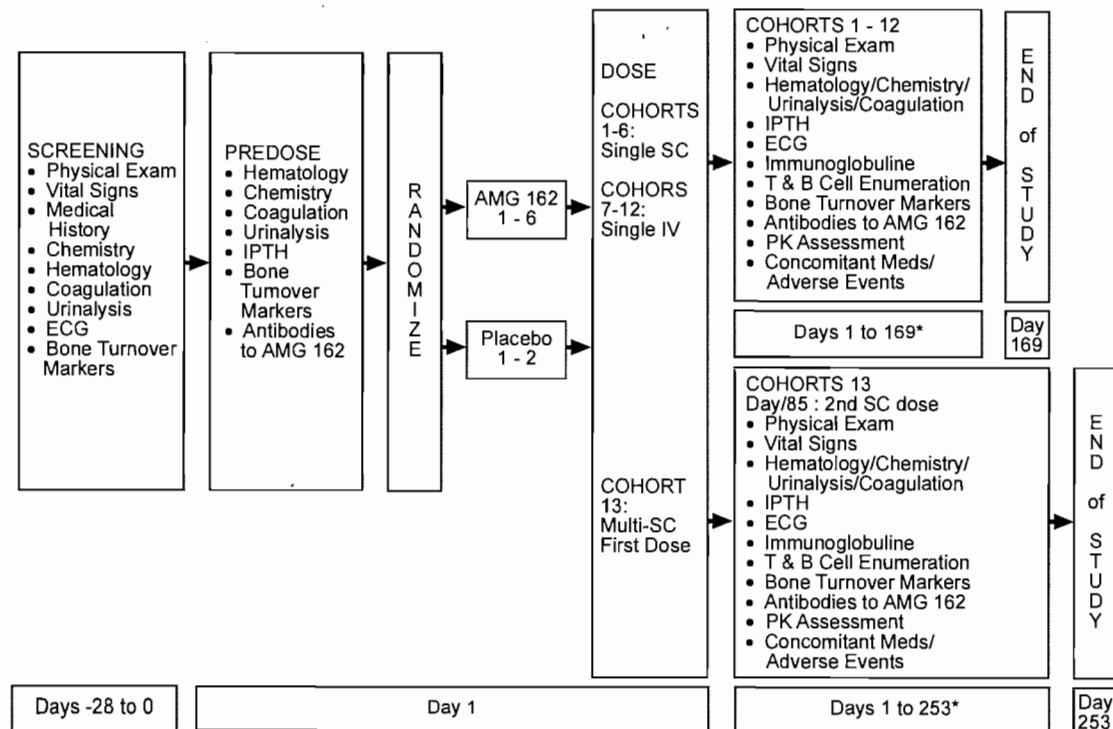 SCREENING
• Physical Exam
• Vital Signs
• Medical
History
• Chemistry
• Hematology
• Coagulation
• Urinalysis
• ECG
• Bone Turnover
Markers
PREDOSE
• Hematology
• Chemistry
• Coagulation
• Urinalysis
• IPTH
• Bone
Turnover
Markers
• Antibodies
to AMG 162
R
A
N
D
O
M
I
Z
E
AMG 162
1 - 6
Placebo
1 - 2
DOSE
COHORTS
1-6:
Single SC
COHORS
7-12:
Single IV
COHORT
13:
Multi-SC
First Dose
COHORTS 1 - 12
• Physical Exam
• Vital Signs
• Hematology/Chemistry/
Urinalysis/Coagulation
• IPTH
• ECG
• Immunoglobuline
• T & B Cell Enumeration
• Bone Turnover Markers
• Antibodies to AMG 162
• PK Assessment
• Concomitant Meds/
Adverse Events
Days 1 to 169*
E
N
D
of
S
T
U
D
Y
Day
169
COHORTS 13
Day/85 : 2nd SC dose
• Physical Exam
• Vital Signs
• Hematology/Chemistry/
Urinalysis/Coagulation
• IPTH
• ECG
• Immunoglobuline
• T & B Cell Enumeration
• Bone Turnover Markers
• Antibodies to AMG 162
• PK Assessment
• Concomitant Meds/
Adverse Events
E
N
D
of
S
T
U
D
Y
Days -28 to 0
Day 1
Days 1 to 253*
Day
253